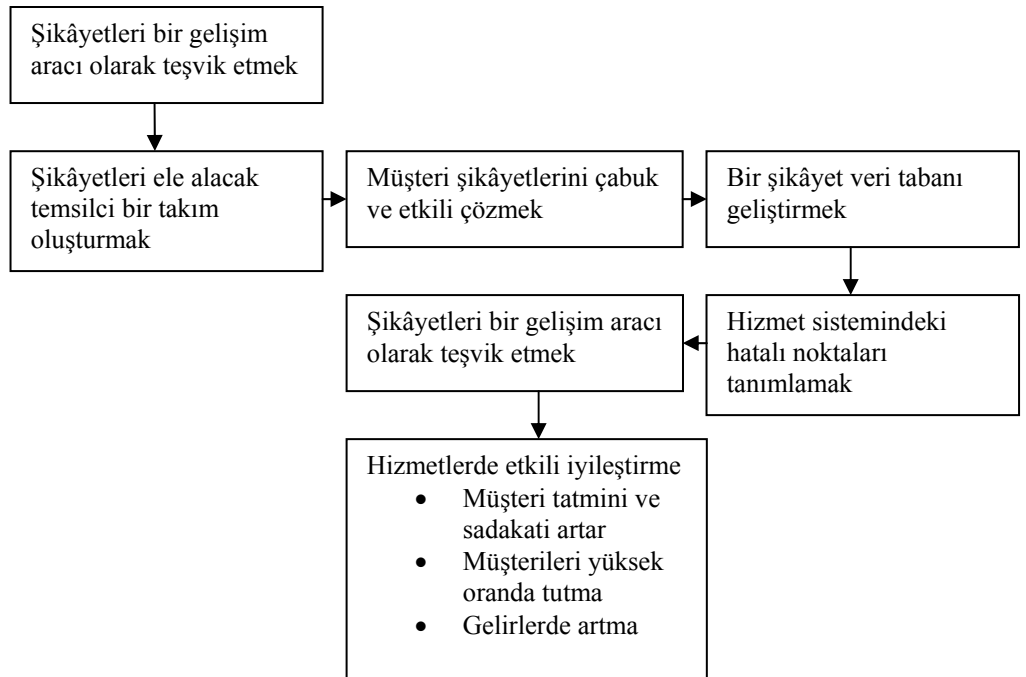 Şikâyetleri bir gelişim
aracı olarak teşvik etmek
Şikâyetleri ele alacak
temsilci bir takım
oluşturmak
Müşteri şikâyetlerini çabuk
ve etkili çözmek
Bir şikâyet veri tabanı
geliştirmek
Hizmet sistemindeki
hatalı noktaları
tanımlamak
Şikâyetleri bir gelişim aracı
olarak teşvik etmek
Hizmetlerde etkili iyileştirme
• Müşteri tatmini ve
sadakati artar
• Müşterileri yüksek
oranda tutma
• Gelirlerde artma